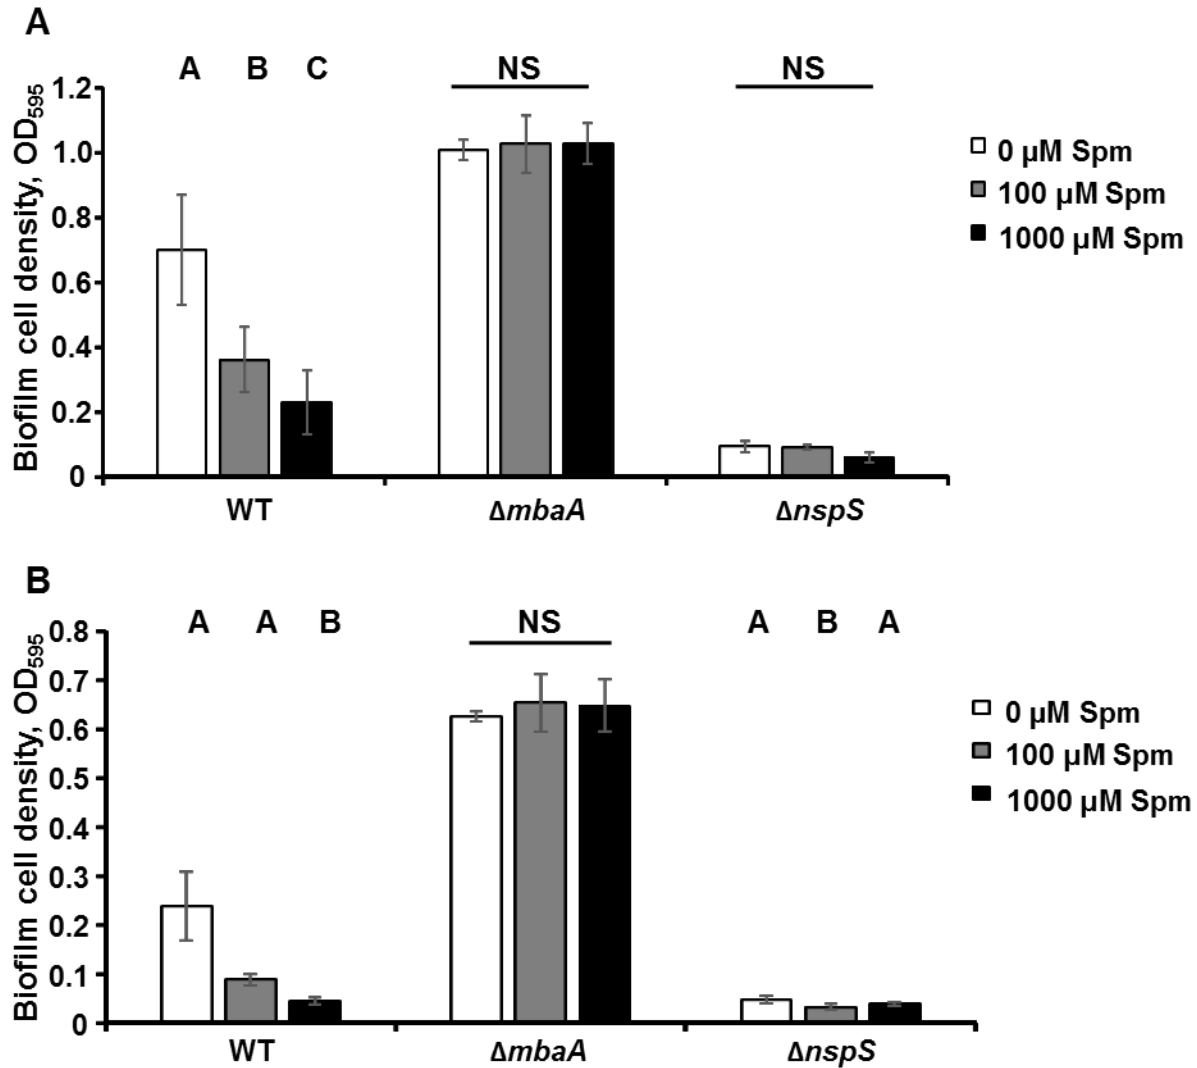 A
A B C NS NS
1.2
1.0
0.8
0.6
0.4
0.2
0
Biofilm cell density, OD595
0 µM Spm
100 µM Spm
1000 µM Spm
WT ΔmbaA ΔnspS
B
A A B NS A B A
0.8
0.7
0.6
0.5
0.4
0.3
0.2
0.1
0
Biofilm cell density, OD595
0 µM Spm
100 µM Spm
1000 µM Spm
WT ΔmbaA ΔnspS